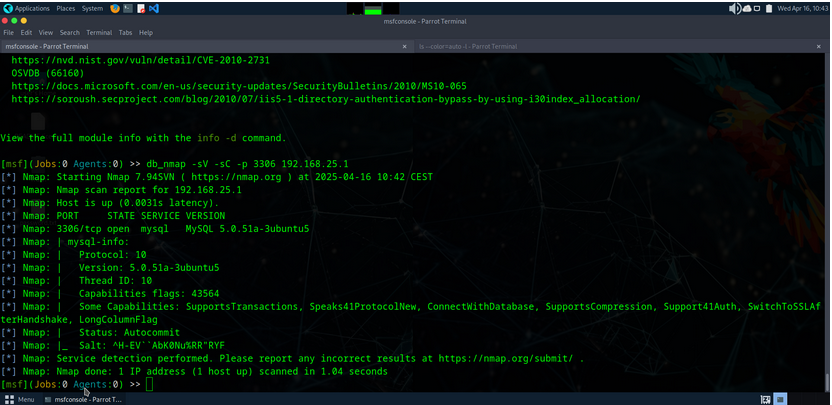 Applications Places System Wed Apr 16, 10:43
msfconsole - Parrot Terminal
File Edit View Search Terminal Tabs Help
msfconsole - Parrot Terminal × ls --color=auto -l - Parrot Terminal ×
https://nvd.nist.gov/vuln/detail/CVE-2010-2731
OSVDB (66160)
https://docs.microsoft.com/en-us/security-updates/SecurityBulletins/2010/MS10-065
https://soroush.secproject.com/blog/2010/07/iis5-1-directory-authentication-bypass-by-using-i30index_allocation/
View the full module info with the info -d command.
[msf](Jobs:0 Agents:0) >> db_nmap -sV -sC -p 3306 192.168.25.1
[*] Nmap: Starting Nmap 7.94SVN ( https://nmap.org ) at 2025-04-16 10:42 CEST
[*] Nmap: Nmap scan report for 192.168.25.1
[*] Nmap: Host is up (0.0031s latency).
[*] Nmap: PORT     STATE SERVICE VERSION
[*] Nmap: 3306/tcp open  mysql   MySQL 5.0.51a-3ubuntu5
[*] Nmap: | mysql-info:
[*] Nmap: |   Protocol: 10
[*] Nmap: |   Version: 5.0.51a-3ubuntu5
[*] Nmap: |   Thread ID: 10
[*] Nmap: |   Capabilities flags: 43564
[*] Nmap: |   Some Capabilities: SupportsTransactions, Speaks41ProtocolNew, ConnectWithDatabase, SupportsCompression, Support41Auth, SwitchToSSLAf
terHandshake, LongColumnFlag
[*] Nmap: |   Status: Autocommit
[*] Nmap: |_  Salt: ^H-EV``AbK0Nu%RR"RYF
[*] Nmap: Service detection performed. Please report any incorrect results at https://nmap.org/submit/ .
[*] Nmap: Nmap done: 1 IP address (1 host up) scanned in 1.04 seconds
[msf](Jobs:0 Agents:0) >>
Menu msfconsole - Parrot T...